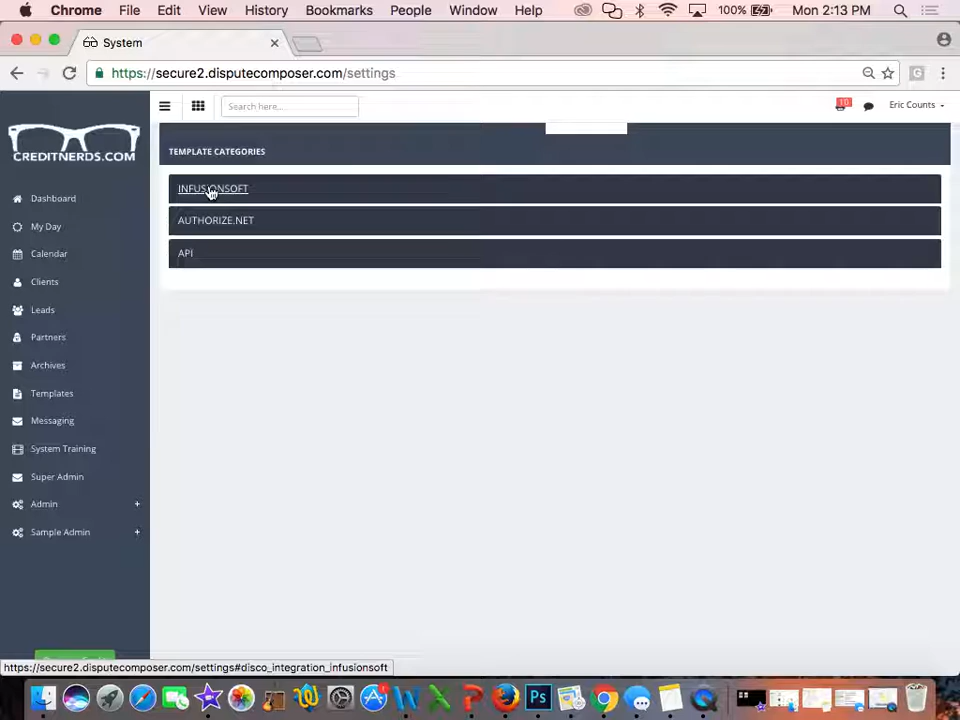 Chrome File Edit View History Bookmarks People Window Help 100% Mon 2:13 PM
System
https://secure2.disputecomposer.com/settings
G
Search here...
10
Eric Counts
CREDITNERDS.COM
TEMPLATE CATEGORIES
INFUSIONSOFT
AUTHORIZE.NET
API
Dashboard
My Day
Calendar
Clients
Leads
Partners
Archives
Templates
Messaging
System Training
Super Admin
Admin +
Sample Admin +
https://secure2.disputecomposer.com/settings#disco_integration_infusionsoft
Ps